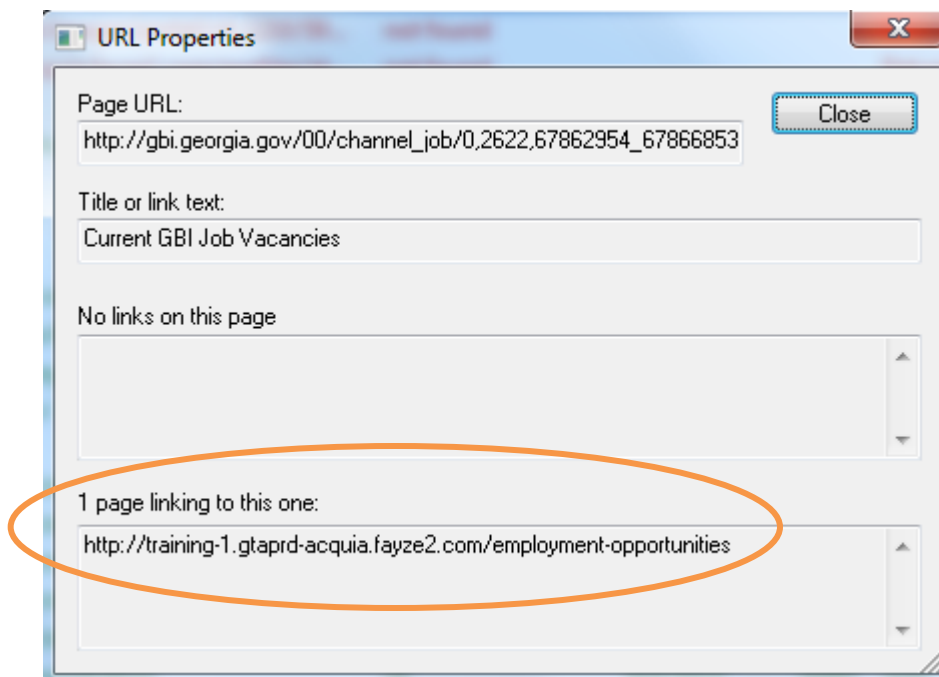 URL Properties
Page URL:
Close
http://gbi.georgia.gov/00/channel_job/0,2622,67862954_67866853
Title or link text:
Current GBI Job Vacancies
No links on this page
1 page linking to this one:
http://training-1.gtaprd-acquia.fayze2.com/employment-opportunities